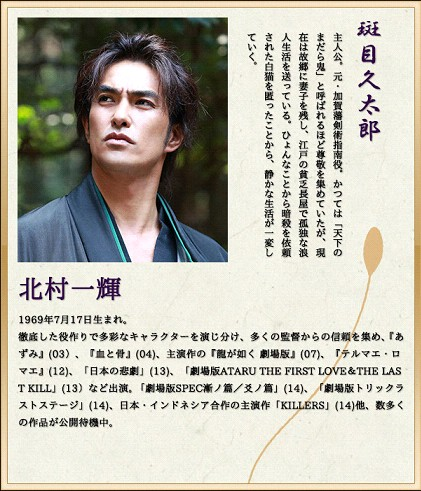 斑目久太郎
主人公。元・加賀藩剣術指南役。かつては「天下の
まだら鬼」と呼ばれるほど尊敬を集めていたが、現
在は故郷に妻子を残し、江戸の貧乏長屋で孤独な浪
人生活を送っている。ひょんなことから暗殺を依頼
された白猫を匿ったことから、静かな生活が一変し
ていく。
北村一輝
1969年7月17日生まれ。
徹底した役作りで多彩なキャラクターを演じ分け、多くの監督からの信頼を集め、『あ
ずみ』(03）、『血と骨』(04)、主演作の『龍が如く 劇場版』(07)、『テルマエ・ロ
マエ』(12)、「日本の悲劇」(13)、「劇場版ATARU THE FIRST LOVE＆THE LAS
T KILL」(13）など出演。「劇場版SPEC漸ノ篇／爻ノ篇」(14)、「劇場版トリックラ
ストステージ」(14)、日本・インドネシア合作の主演作「KILLERS」(14)他、数多く
の作品が公開待機中。